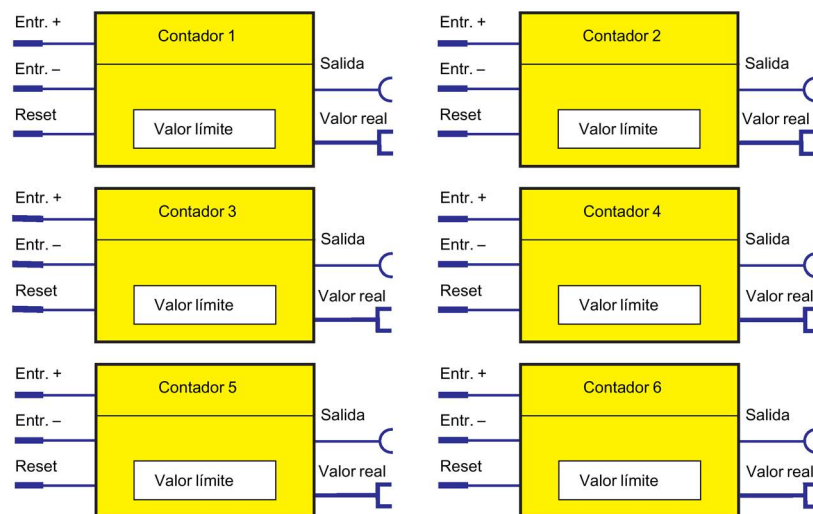 Entr. +
Contador 1
Entr. –
Salida
Reset
Valor límite
Valor real
Entr. +
Contador 2
Entr. –
Salida
Reset
Valor límite
Valor real
Entr. +
Contador 3
Entr. –
Salida
Reset
Valor límite
Valor real
Entr. +
Contador 4
Entr. –
Salida
Reset
Valor límite
Valor real
Entr. +
Contador 5
Entr. –
Salida
Reset
Valor límite
Valor real
Entr. +
Contador 6
Entr. –
Salida
Reset
Valor límite
Valor real